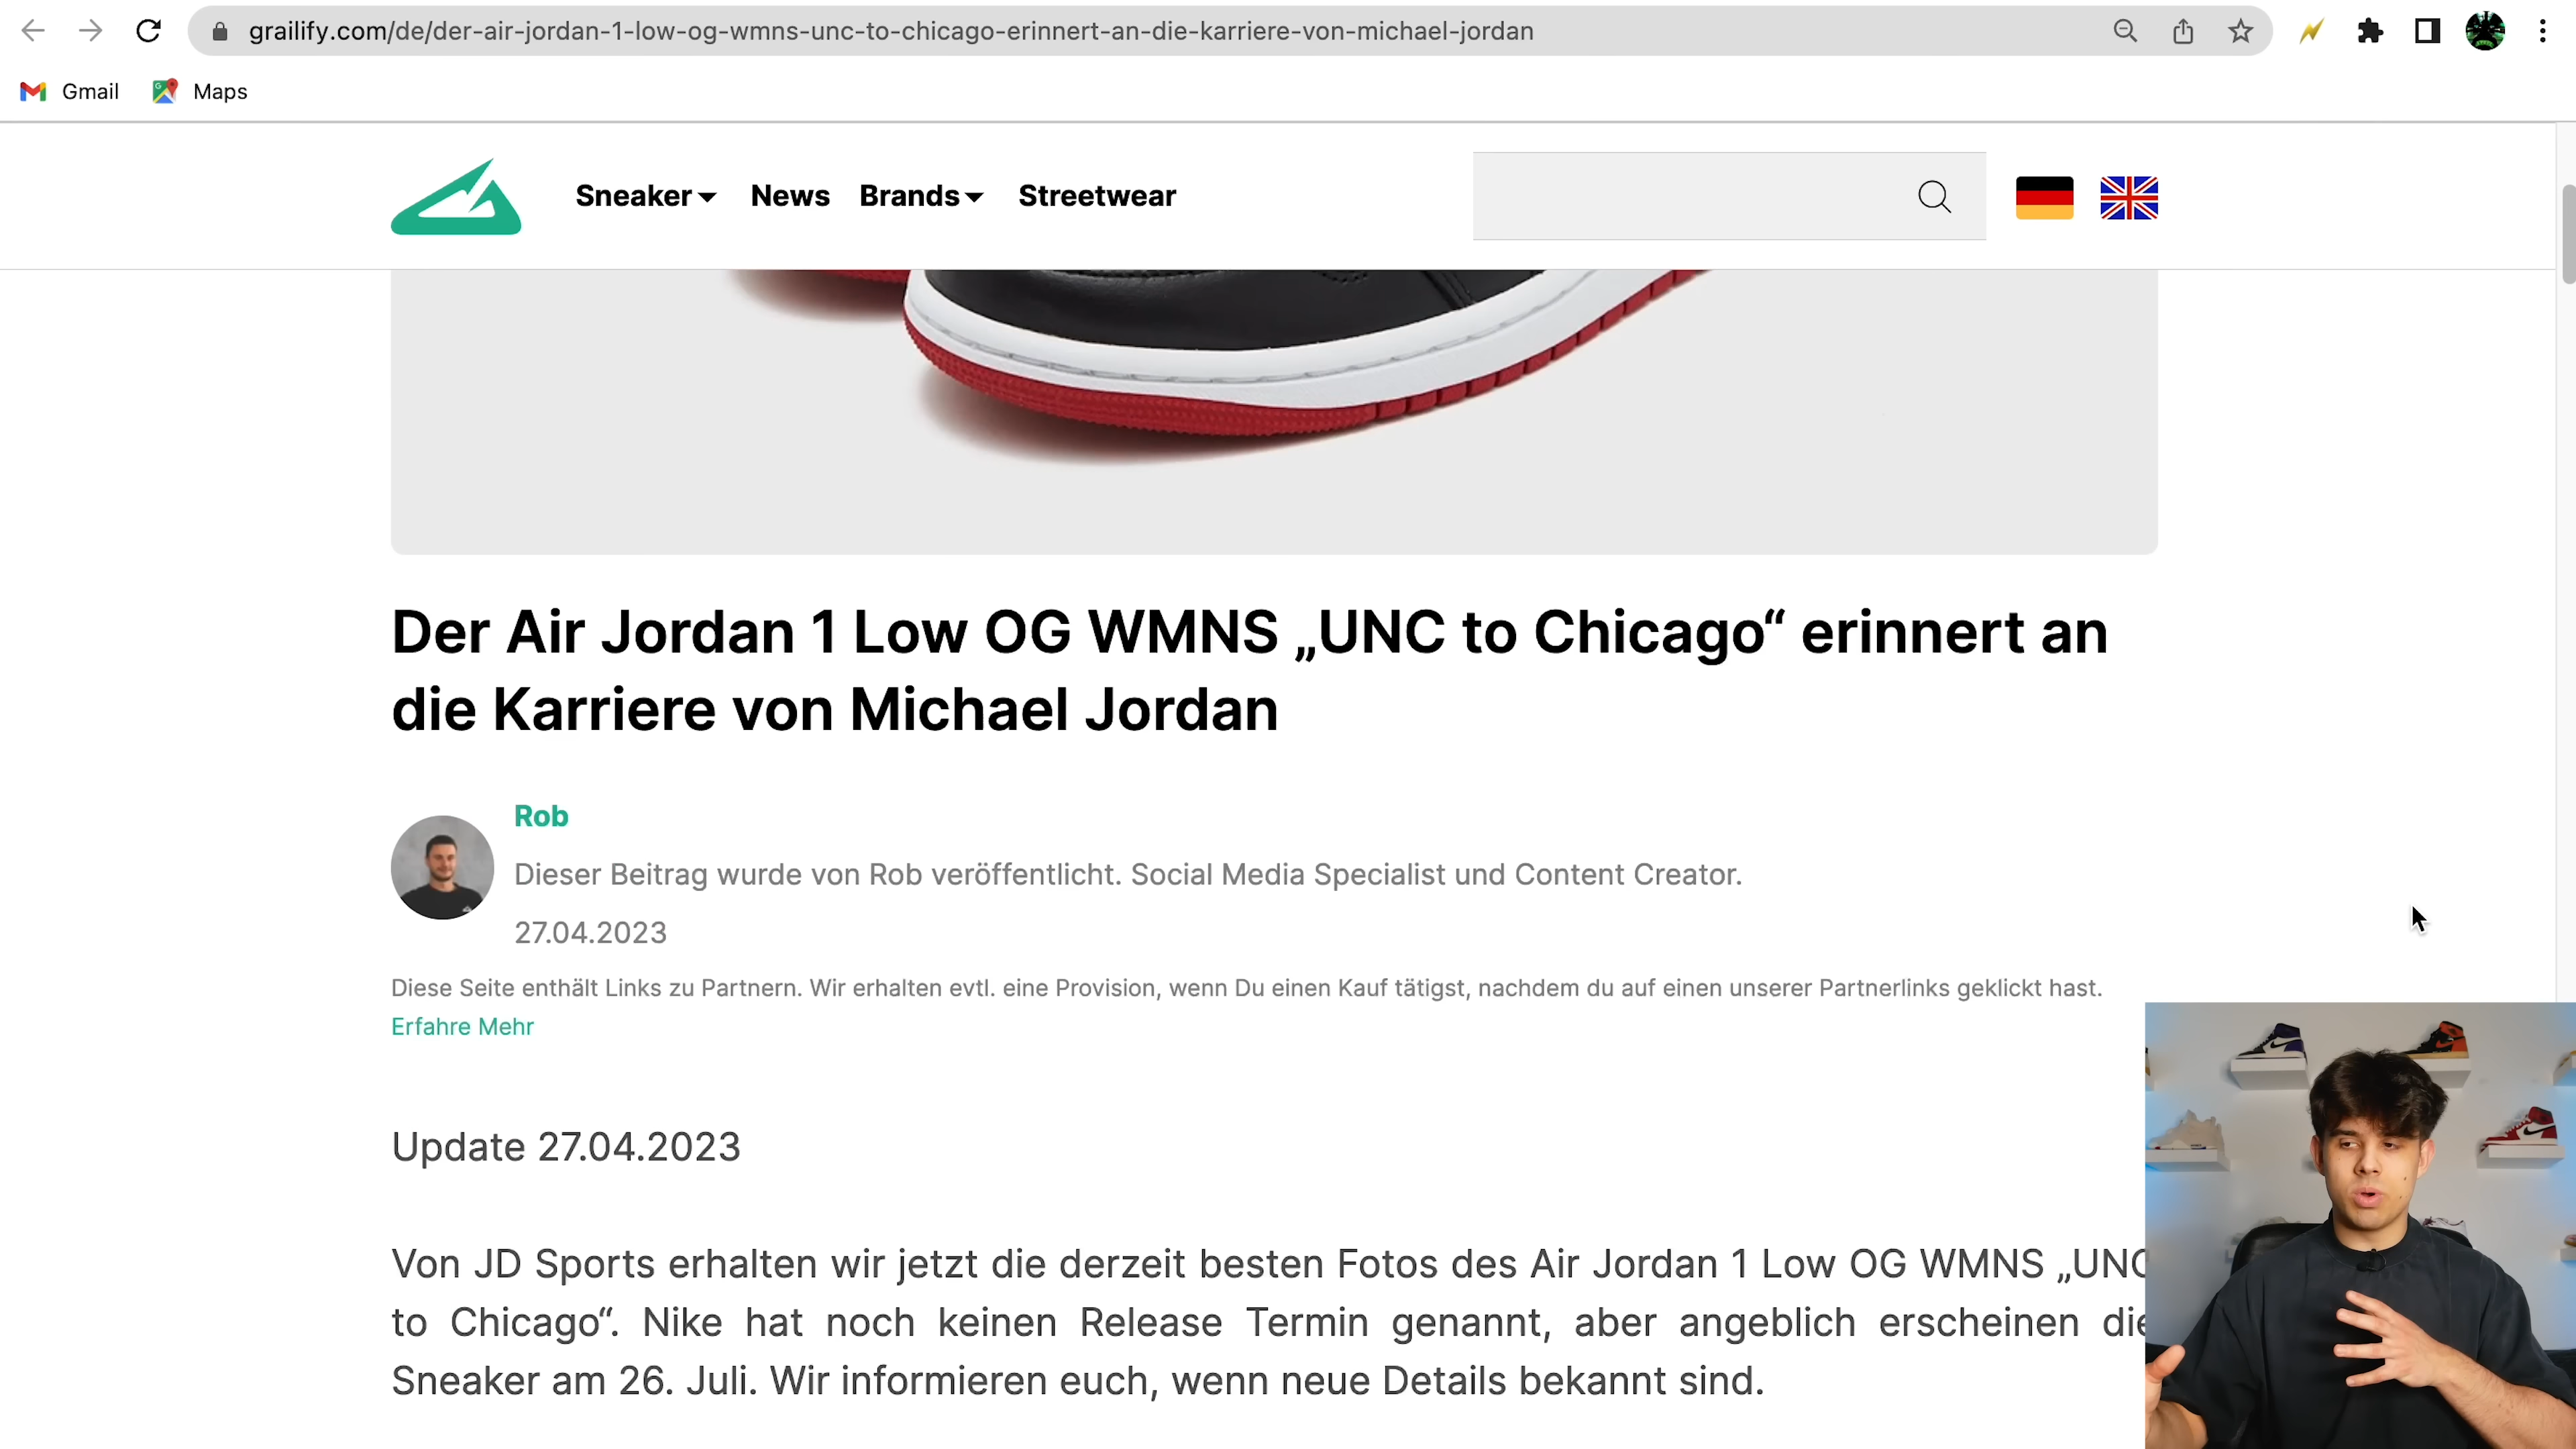 grailify.com/de/der-air-jordan-1-low-og-wmns-unc-to-chicago-erinnert-an-die-karriere-von-michael-jordan
Gmail Maps
Sneaker News Brands Streetwear
Der Air Jordan 1 Low OG WMNS „UNC to Chicago“ erinnert an
die Karriere von Michael Jordan
Rob
Dieser Beitrag wurde von Rob veröffentlicht. Social Media Specialist und Content Creator.
27.04.2023
Diese Seite enthält Links zu Partnern. Wir erhalten evtl. eine Provision, wenn Du einen Kauf tätigst, nachdem du auf einen unserer Partnerlinks geklickt hast.
Erfahre Mehr
Update 27.04.2023
Von JD Sports erhalten wir jetzt die derzeit besten Fotos des Air Jordan 1 Low OG WMNS „UNC
to Chicago“. Nike hat noch keinen Release Termin genannt, aber angeblich erscheinen die
Sneaker am 26. Juli. Wir informieren euch, wenn neue Details bekannt sind.